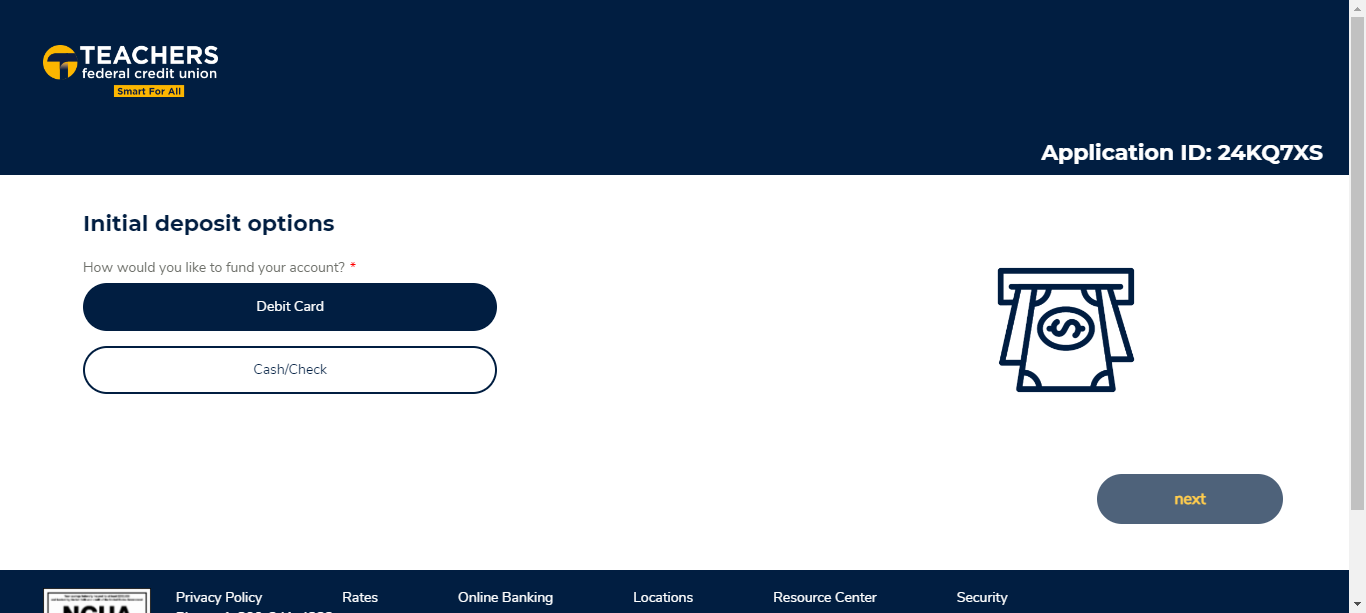 TEACHERS
federal credit union
Smart For All
Application ID: 24KQ7XS
Initial deposit options
How would you like to fund your account? *
Debit Card
Cash/Check
$
next
Privacy Policy Rates Online Banking Locations Resource Center Security
NCUA